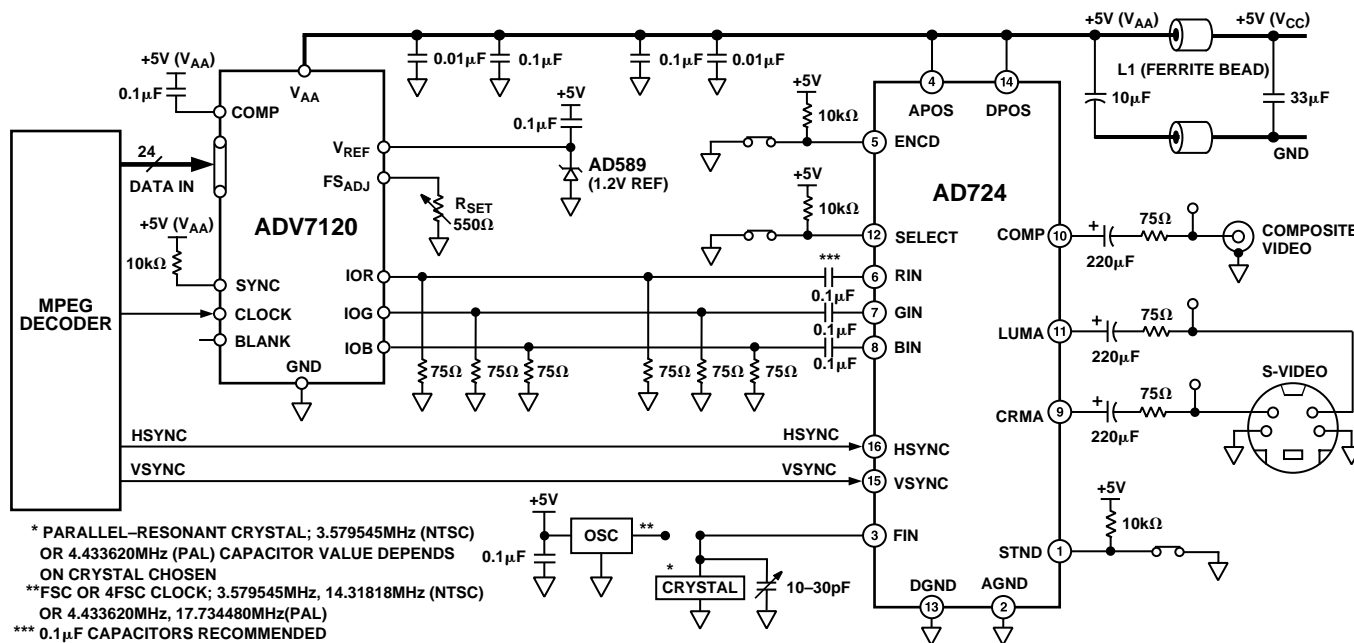 +5V (VAA)
0.1µF
COMP
VAA
0.01µF
0.1µF
0.1µF
0.01µF
+5V (VAA)
+5V (VCC)
L1 (FERRITE BEAD)
10µF
33µF
GND
24
DATA IN
+5V
0.1µF
VREF
AD589
(1.2V REF)
FSADJ
RSET
550Ω
ADV7120
MPEG
DECODER
+5V (VAA)
10kΩ
SYNC
CLOCK
BLANK
GND
IOR
IOG
IOB
75Ω
75Ω
75Ω
75Ω
75Ω
75Ω
***
0.1µF
0.1µF
0.1µF
+5V
10kΩ
+5V
10kΩ
4
APOS
14
DPOS
5
ENCD
AD724
12
SELECT
6
RIN
7
GIN
8
BIN
COMP
10
220µF
75Ω
COMPOSITE
VIDEO
LUMA
11
220µF
75Ω
S-VIDEO
CRMA
9
220µF
75Ω
HSYNC
HSYNC
16
HSYNC
VSYNC
VSYNC
15
VSYNC
+5V
0.1µF
OSC
**
3
FIN
*
CRYSTAL
10–30pF
+5V
10kΩ
STND
1
DGND
13
AGND
2
* PARALLEL–RESONANT CRYSTAL; 3.579545MHz (NTSC)
OR 4.433620MHz (PAL) CAPACITOR VALUE DEPENDS
ON CRYSTAL CHOSEN
**FSC OR 4FSC CLOCK; 3.579545MHz, 14.31818MHz (NTSC)
OR 4.433620MHz, 17.734480MHz(PAL)
*** 0.1µF CAPACITORS RECOMMENDED